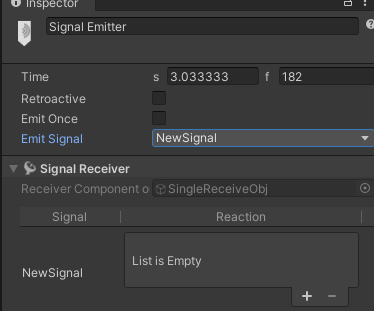 Inspector
Signal Emitter
Time s 3.033333 f 182
Retroactive
Emit Once
Emit Signal NewSignal
Signal Receiver
Receiver Component o SingleReceiveObj
Signal Reaction
List is Empty
NewSignal